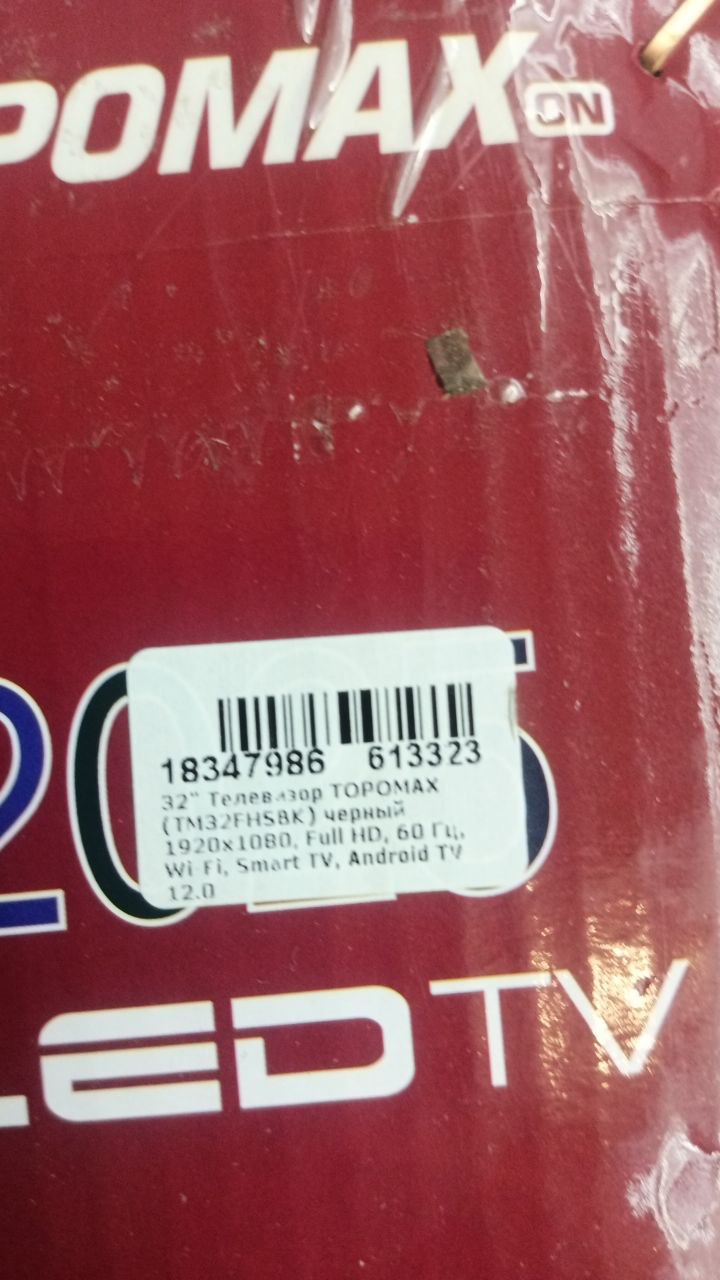 POMAX ON
18347986 613323
32" Телевизор TOPOMAX
(TM32FHSBK) черный
1920x1080, Full HD, 60 Гц,
Wi-Fi, Smart TV, Android TV
12.0
LED TV